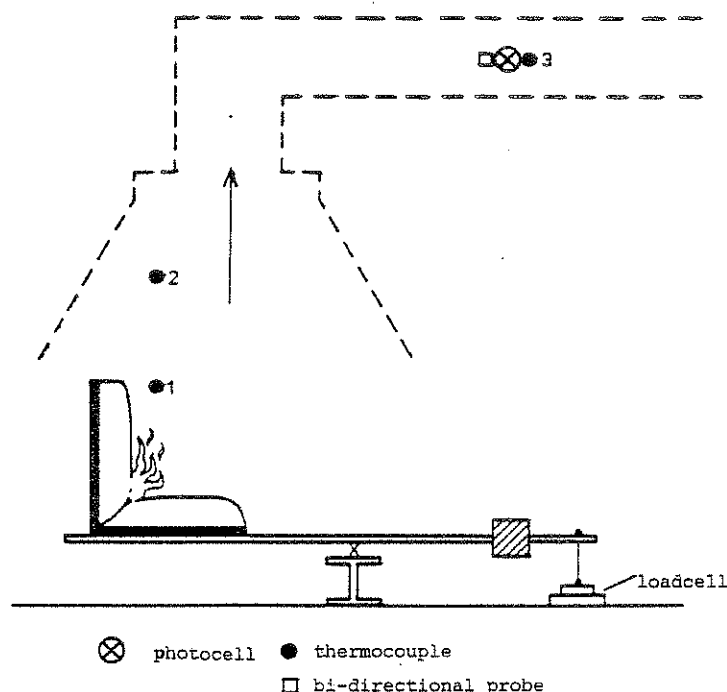 3
2
1
loadcell
photocell
thermocouple
bi-directional probe